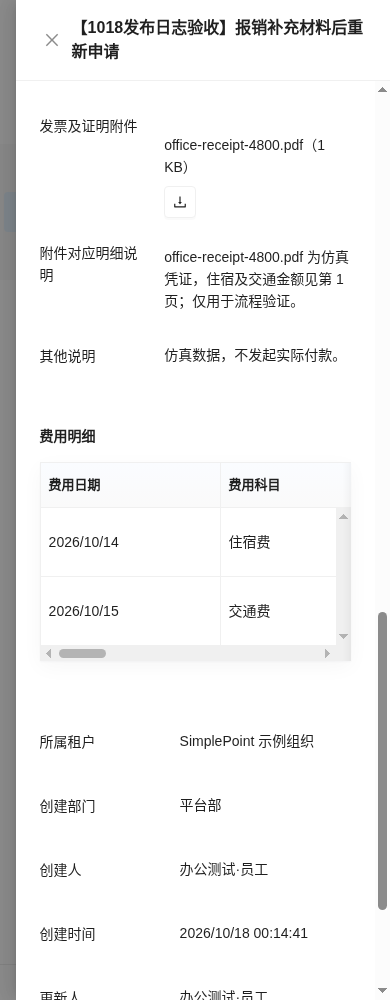 【1018发布日志验收】报销补充材料后重
新申请
发票及证明附件
office-receipt-4800.pdf（1
KB）
附件对应明细说
明
office-receipt-4800.pdf 为仿真
凭证，住宿及交通金额见第 1
页；仅用于流程验证。
其他说明
仿真数据，不发起实际付款。
费用明细
费用日期
费用科目
2026/10/14
住宿费
2026/10/15
交通费
所属租户
SimplePoint 示例组织
创建部门
平台部
创建人
办公测试·员工
创建时间
2026/10/18 00:14:41
更新人
办公测试·员工